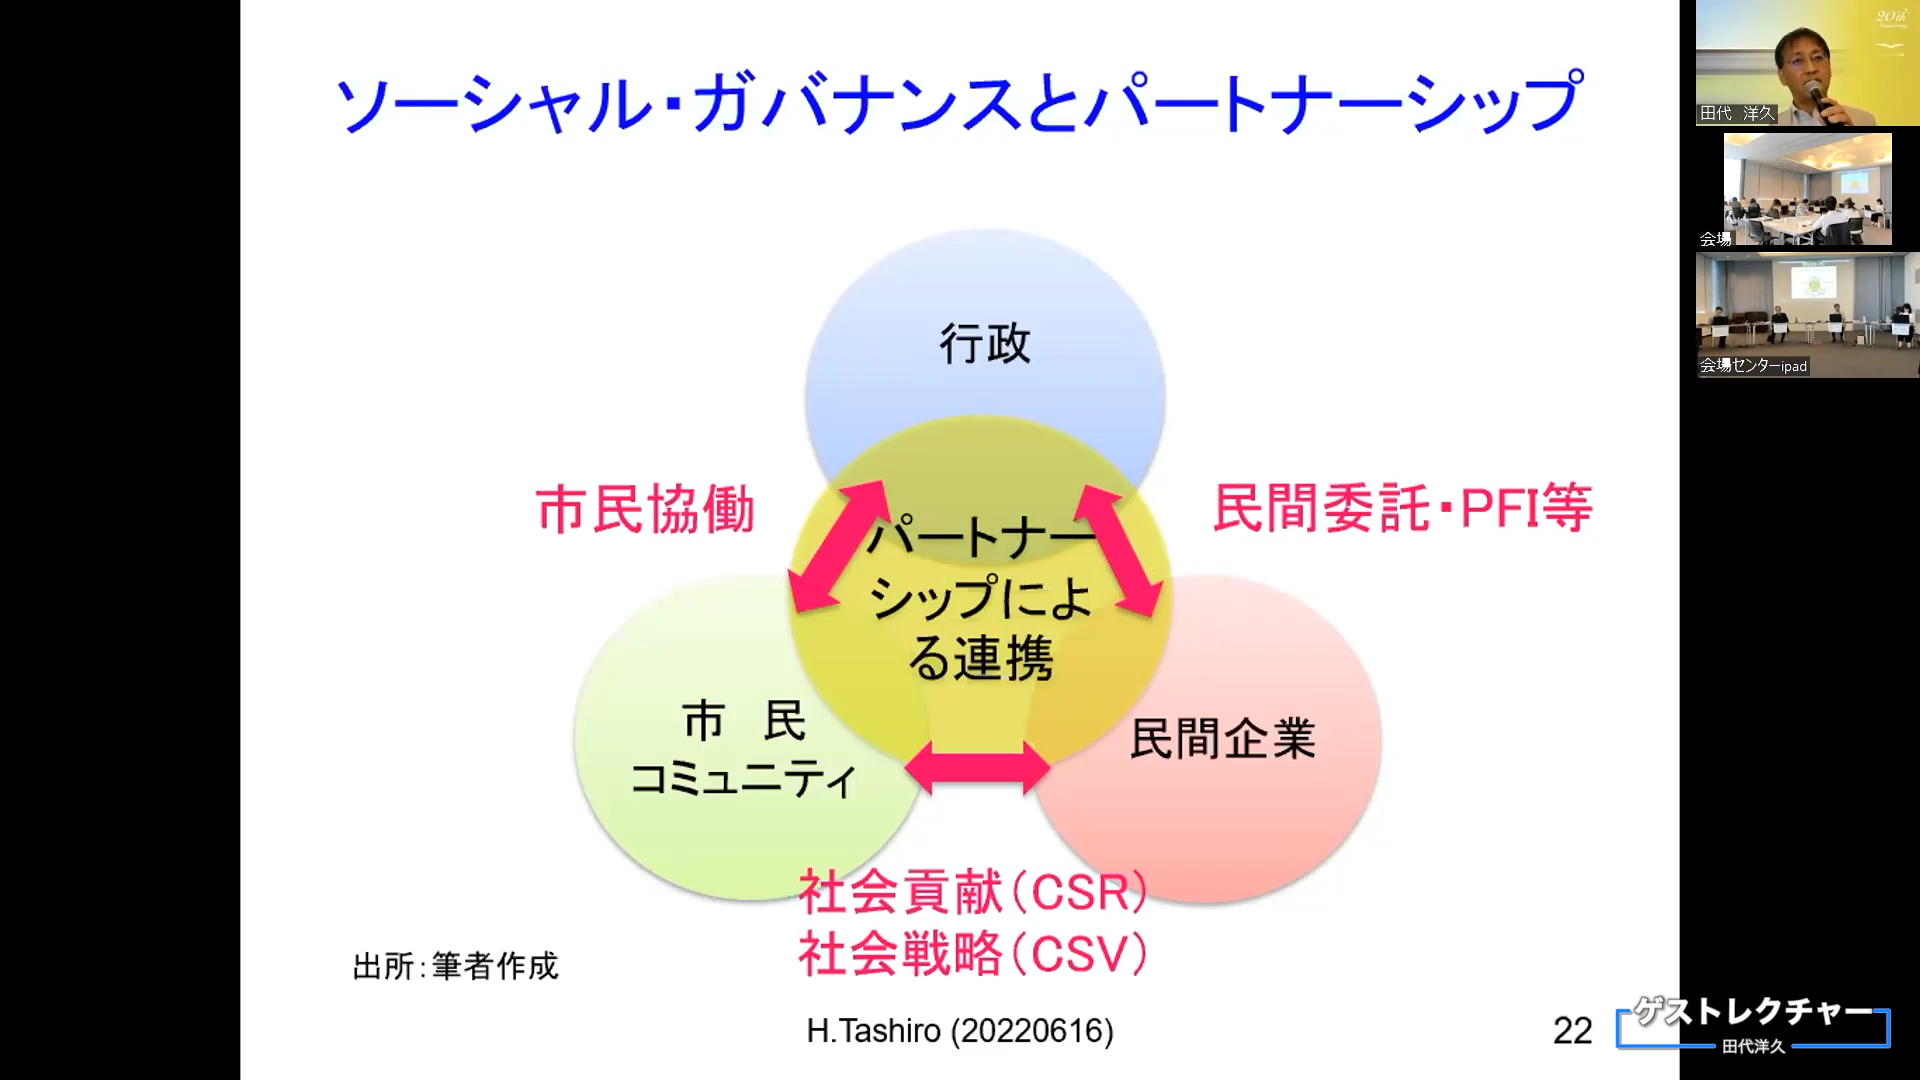 ソーシャル・ガバナンスとパートナーシップ
行政
市民協働
民間委託・PFI等
パートナー
シップによ
る連携
市　民
コミュニティ
民間企業
社会貢献（CSR）
社会戦略（CSV）
出所：筆者作成
H.Tashiro (20220616)
22
ゲストレクチャー
田代洋久
20th
田代　洋久
会場
会場センターipad